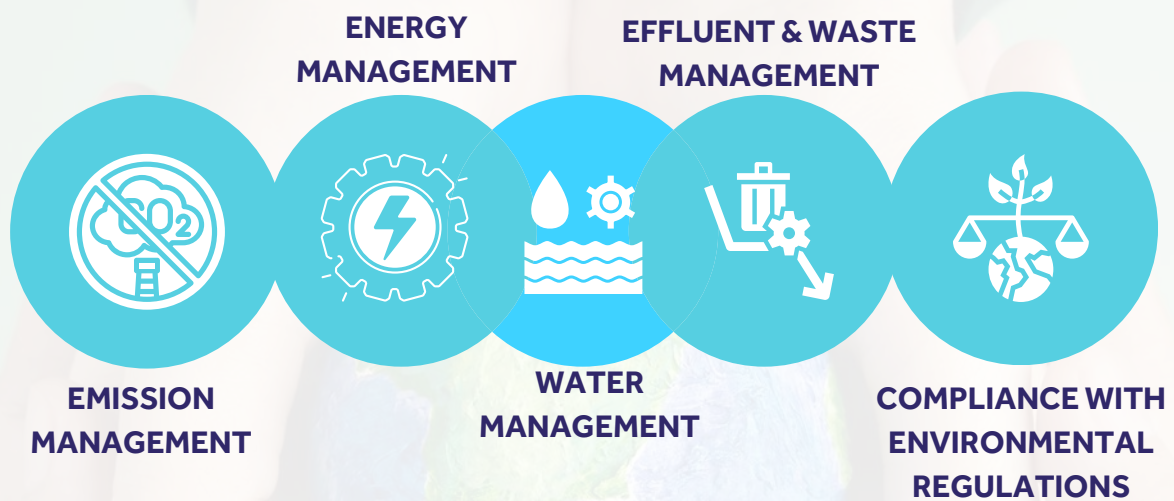 ENERGY
MANAGEMENT
EFFLUENT & WASTE
MANAGEMENT
CO2
EMISSION
MANAGEMENT
WATER
MANAGEMENT
COMPLIANCE WITH
ENVIRONMENTAL
REGULATIONS